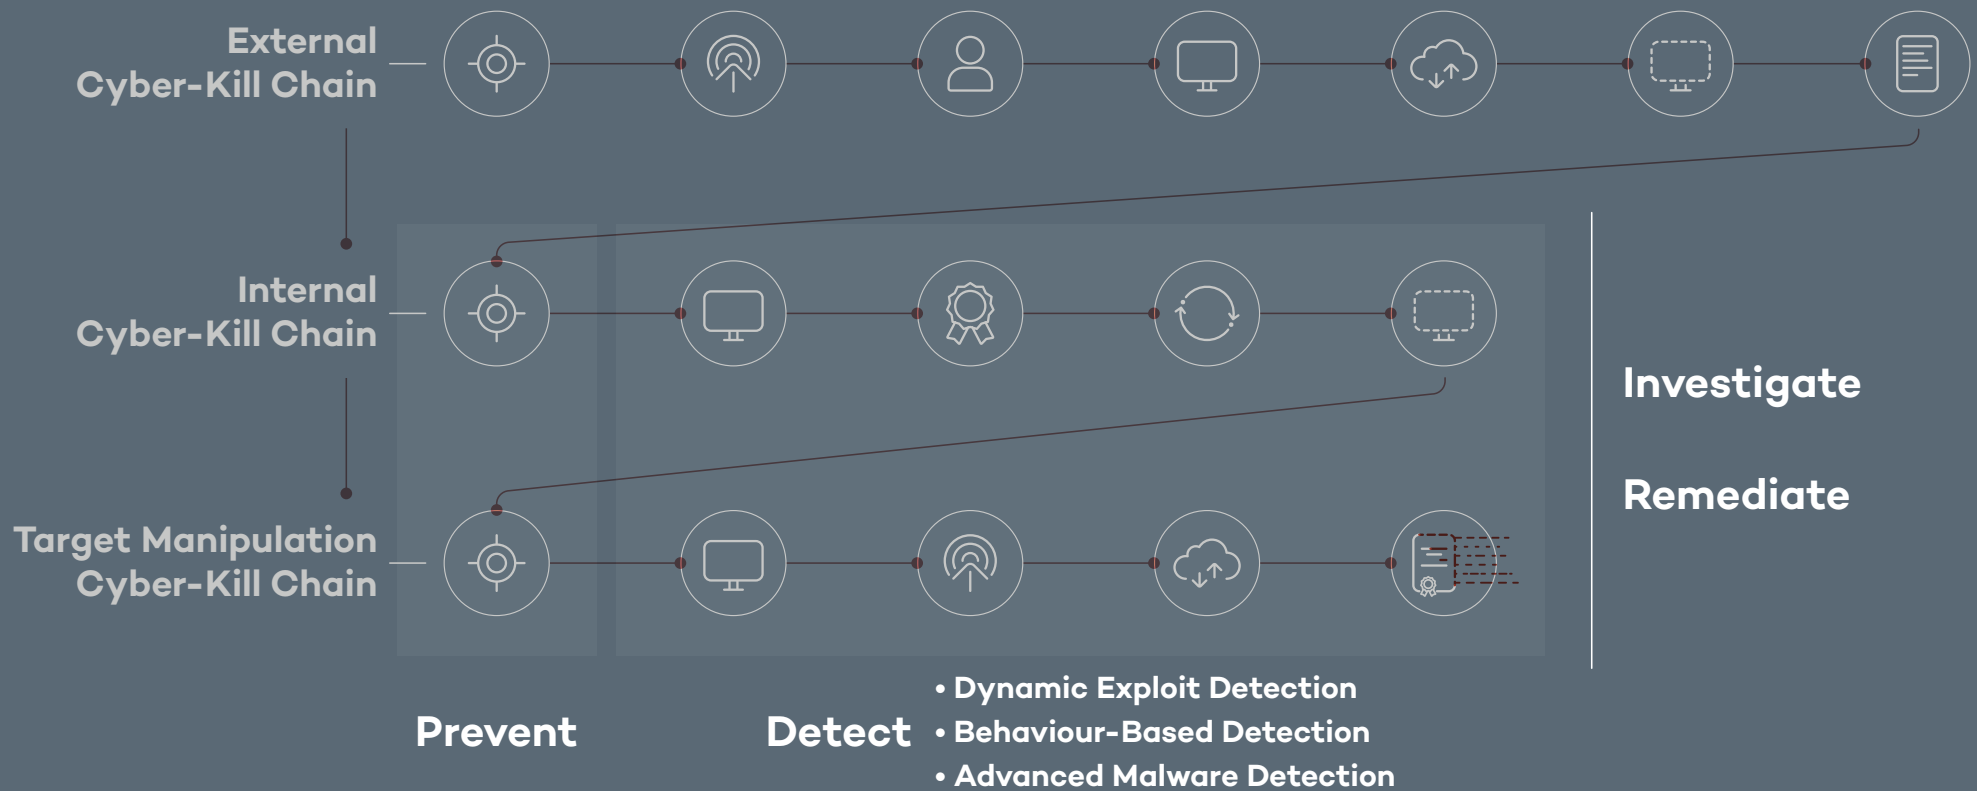 External
Cyber-Kill Chain
Internal
Cyber-Kill Chain
Target Manipulation
Cyber-Kill Chain
Investigate
Remediate
Prevent
Detect
• Dynamic Exploit Detection
• Behaviour-Based Detection
• Advanced Malware Detection